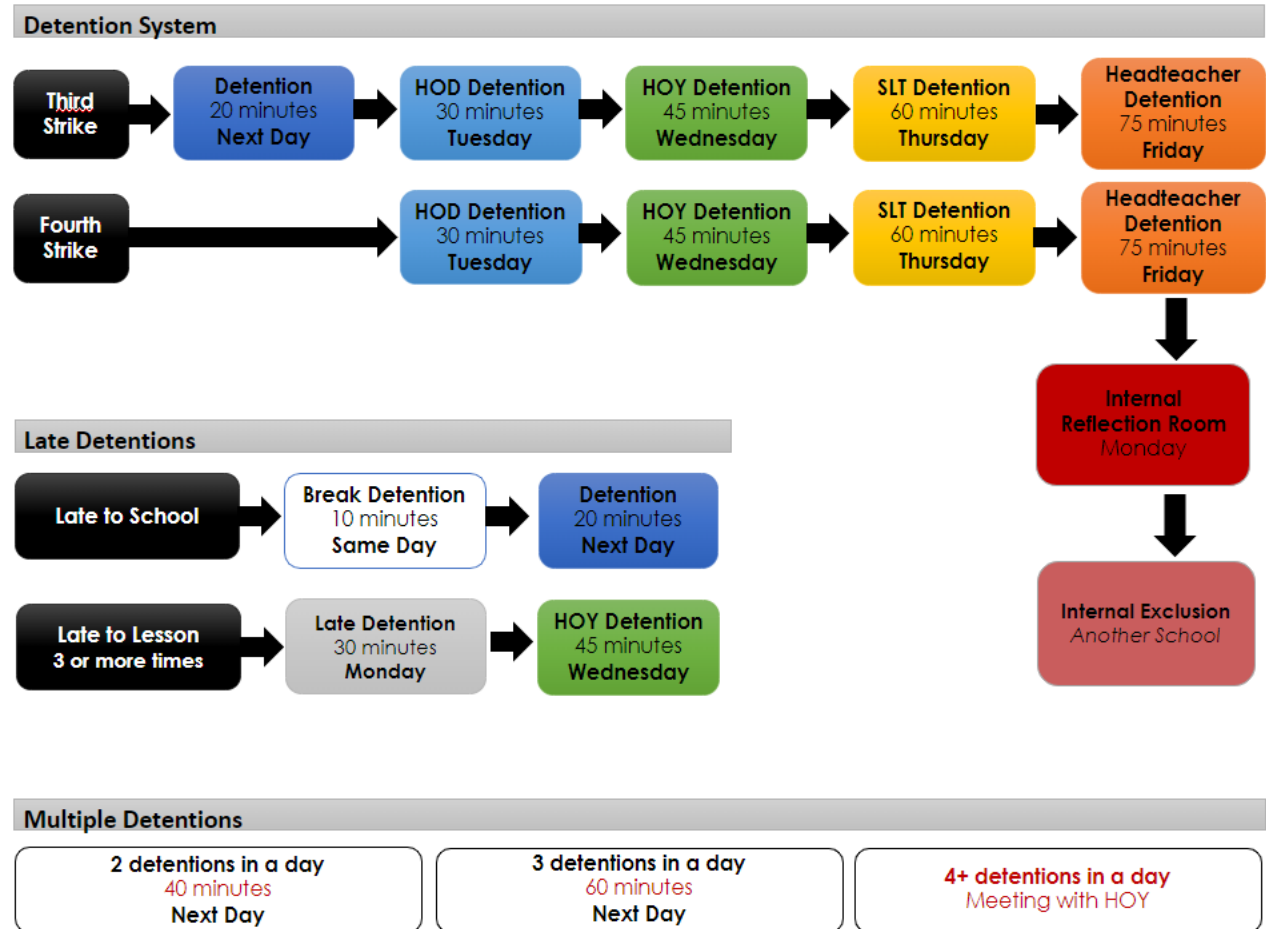 Detention System
Third
Strike
Detention
20 minutes
Next Day
HOD Detention
30 minutes
Tuesday
HOY Detention
45 minutes
Wednesday
SLT Detention
60 minutes
Thursday
Headteacher
Detention
75 minutes
Friday
Fourth
Strike
HOD Detention
30 minutes
Tuesday
HOY Detention
45 minutes
Wednesday
SLT Detention
60 minutes
Thursday
Headteacher
Detention
75 minutes
Friday
Internal
Reflection Room
Monday
Internal Exclusion
Another School
Late Detentions
Late to School
Break Detention
10 minutes
Same Day
Detention
20 minutes
Next Day
Late to Lesson
3 or more times
Late Detention
30 minutes
Monday
HOY Detention
45 minutes
Wednesday
Multiple Detentions
2 detentions in a day
40 minutes
Next Day
3 detentions in a day
60 minutes
Next Day
4+ detentions in a day
Meeting with HOY